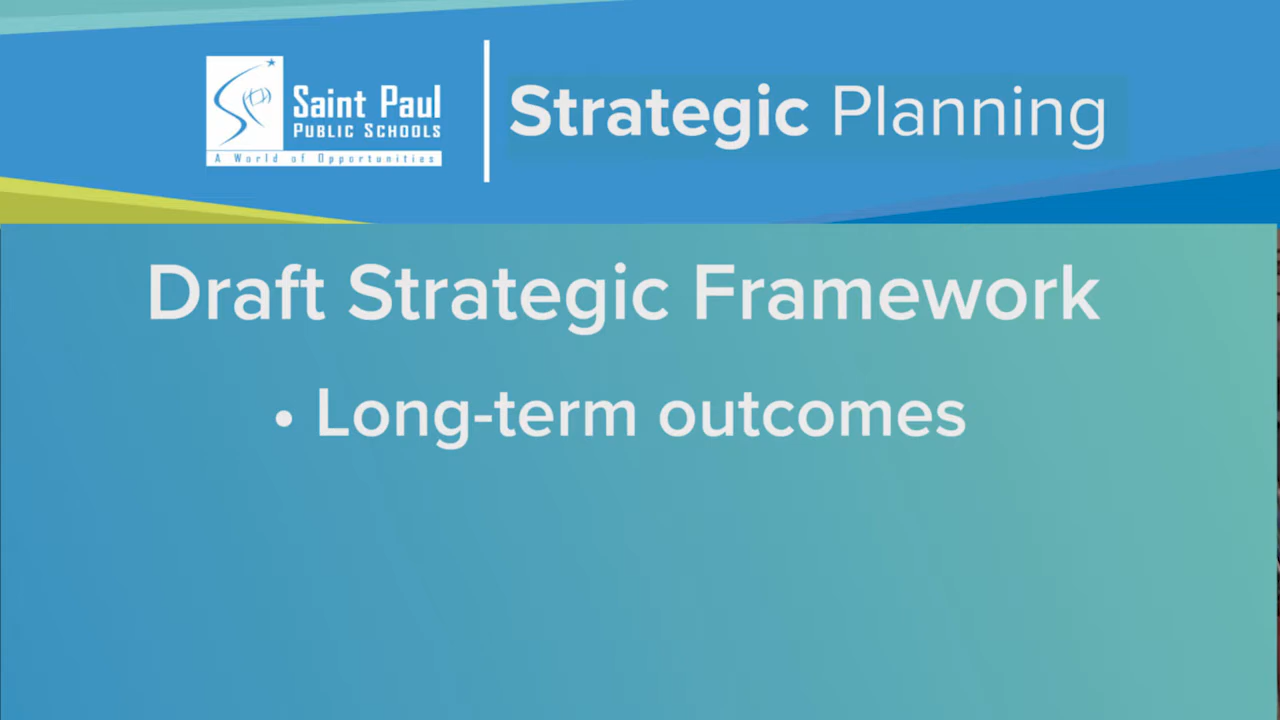 Saint Paul
Public Schools
A World of Opportunities
Strategic Planning
Draft Strategic Framework
• Long-term outcomes